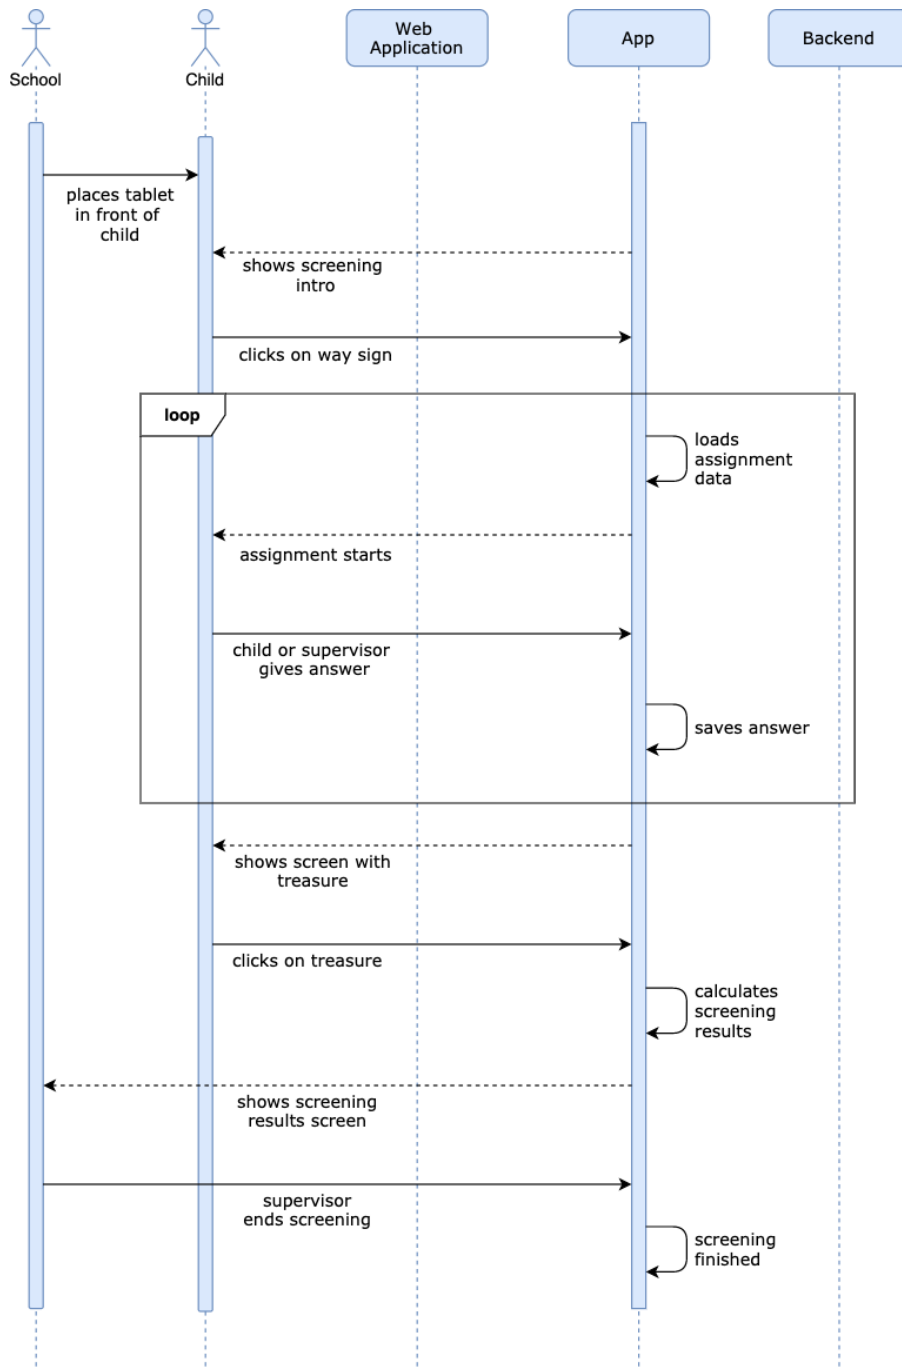 School
Child
Web
Application
App
Backend
places tablet
in front of
child
shows screening
intro
clicks on way sign
loop
loads
assignment
data
assignment starts
child or supervisor
gives answer
saves answer
shows screen with
treasure
clicks on treasure
calculates
screening
results
shows screening
results screen
supervisor
ends screening
screening
finished